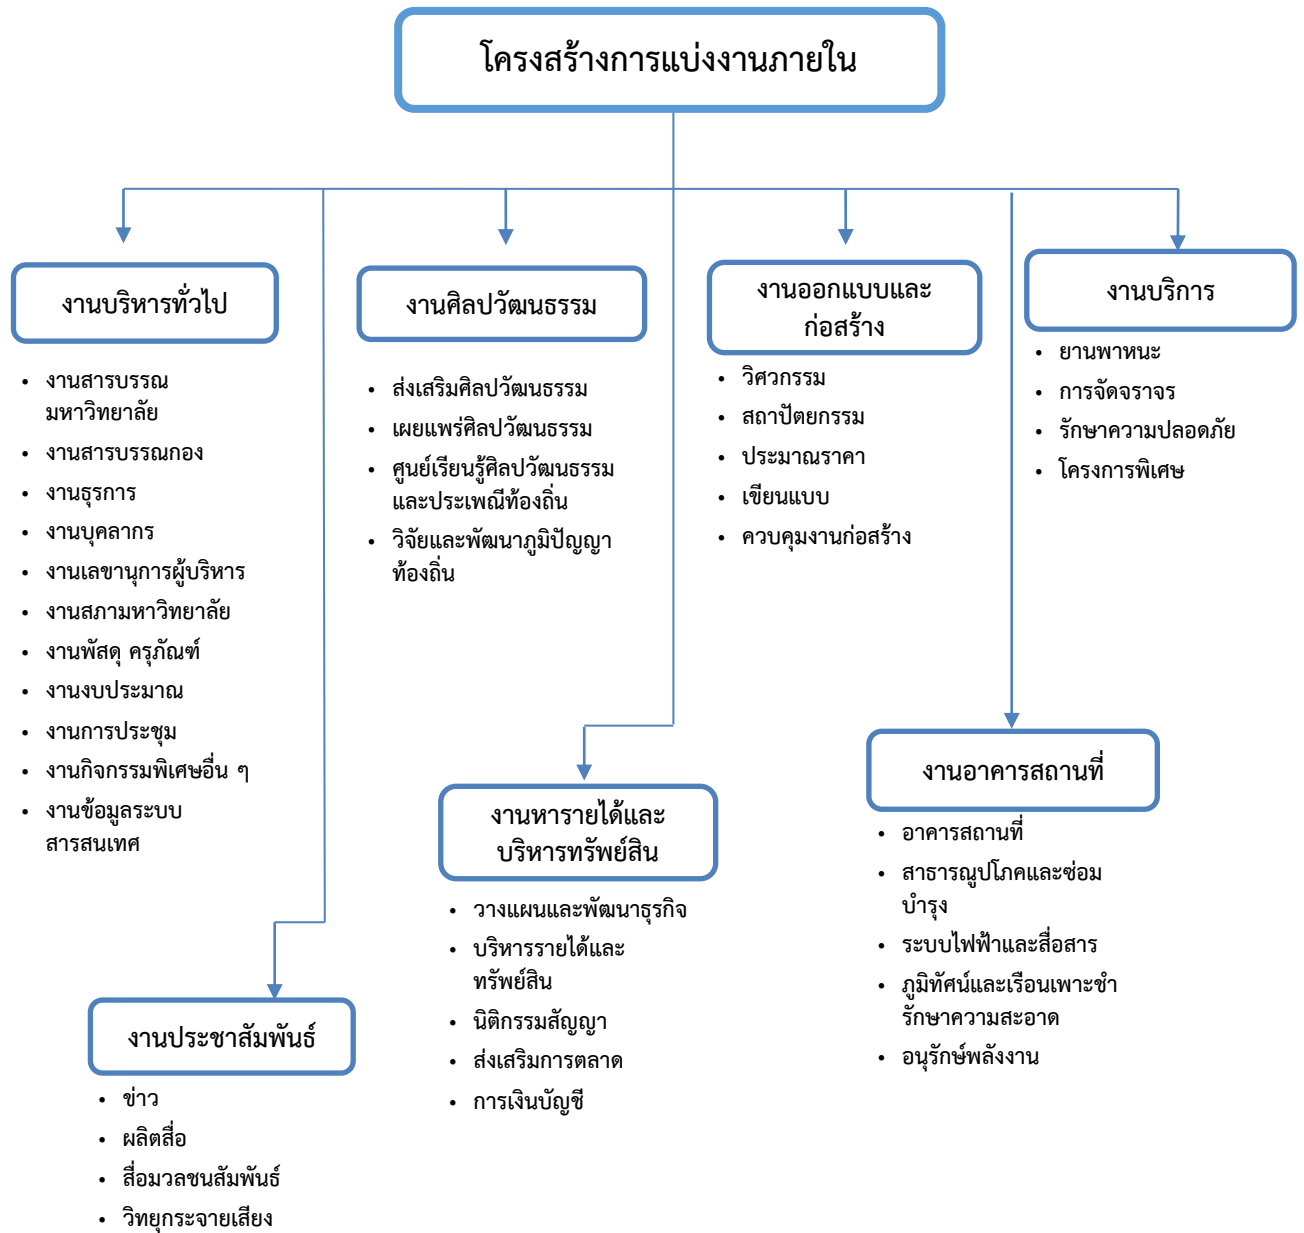 โครงสร้างการแบ่งงานภายใน
งานบริหารทั่วไป
• งานสารบรรณ
มหาวิทยาลัย
• งานสารบรรณกอง
• งานธุรการ
• งานบุคลากร
• งานเลขานุการผู้บริหาร
• งานสภามหาวิทยาลัย
• งานพัสดุ ครุภัณฑ์
• งานงบประมาณ
• งานการประชุม
• งานกิจกรรมพิเศษอื่น ๆ
• งานข้อมูลระบบ
สารสนเทศ
งานศิลปวัฒนธรรม
• ส่งเสริมศิลปวัฒนธรรม
• เผยแพร่ศิลปวัฒนธรรม
• ศูนย์เรียนรู้ศิลปวัฒนธรรม
และประเพณีท้องถิ่น
• วิจัยและพัฒนาภูมิปัญญา
ท้องถิ่น
งานออกแบบและ
ก่อสร้าง
• วิศวกรรม
• สถาปัตยกรรม
• ประมาณราคา
• เขียนแบบ
• ควบคุมงานก่อสร้าง
งานบริการ
• ยานพาหนะ
• การจัดจราจร
• รักษาความปลอดภัย
• โครงการพิเศษ
งานประชาสัมพันธ์
• ข่าว
• ผลิตสื่อ
• สื่อมวลชนสัมพันธ์
• วิทยุกระจายเสียง
งานหารายได้และ
บริหารทรัพย์สิน
• วางแผนและพัฒนาธุรกิจ
• บริหารรายได้และ
ทรัพย์สิน
• นิติกรรมสัญญา
• ส่งเสริมการตลาด
• การเงินบัญชี
งานอาคารสถานที่
• อาคารสถานที่
• สาธารณูปโภคและซ่อม
บำรุง
• ระบบไฟฟ้าและสื่อสาร
• ภูมิทัศน์และเรือนเพาะชำ
รักษาความสะอาด
• อนุรักษ์พลังงาน